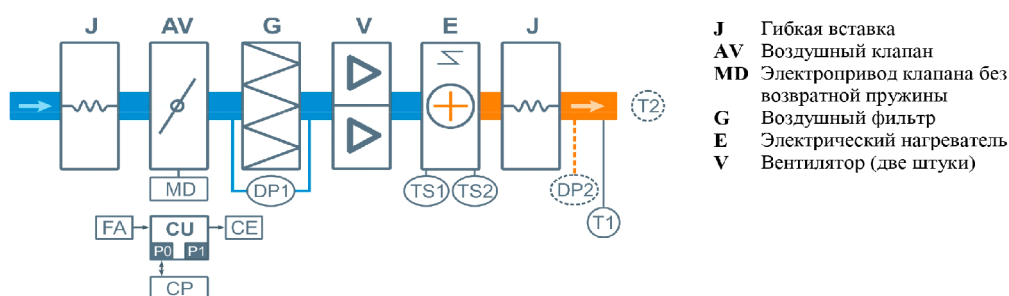 J AV G V E J
T2
MD DP1 TS1 TS2 DP2
T1
FA CU CE
P0 P1
CP
J Гибкая вставка
AV Воздушный клапан
MD Электропривод клапана без
возвратной пружины
G Воздушный фильтр
E Электрический нагреватель
V Вентилятор (две штуки)